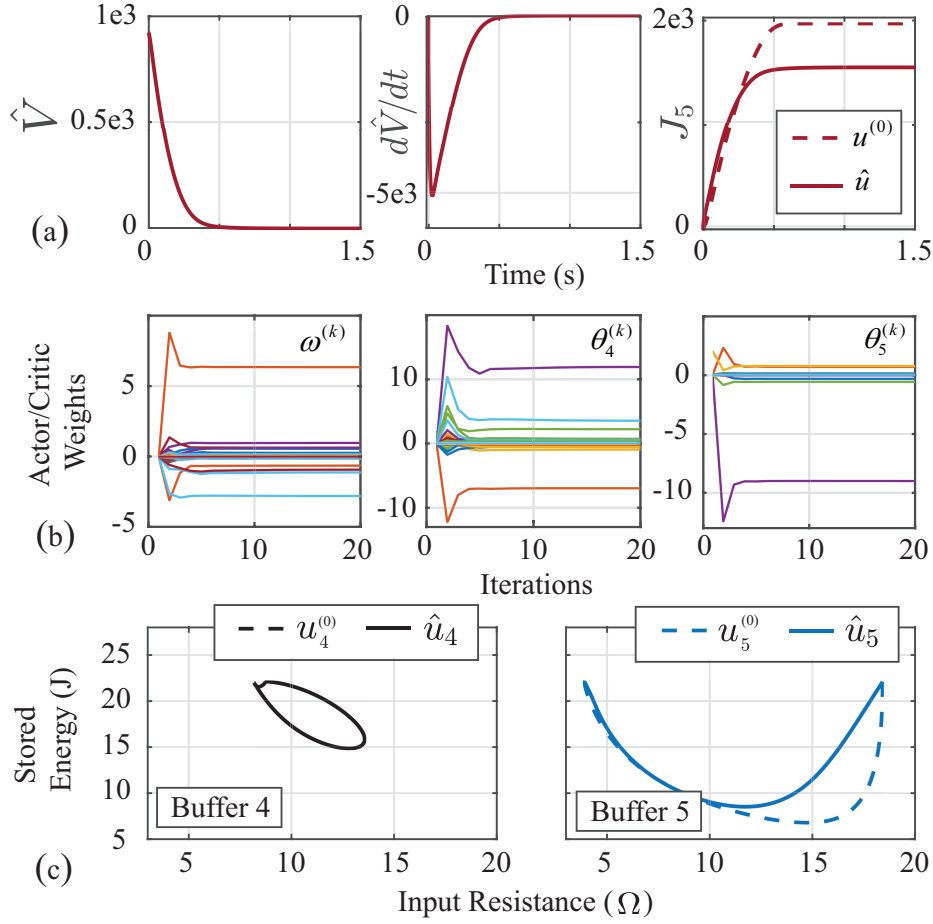 1e3
0.5e3
0
V̂
0
1.5
0
-5e3
dV̂/dt
0
1.5
2e3
0
J₅
u⁽⁰⁾
û
0
1.5
(a)
Time (s)
5
0
-5
0
10
20
ω⁽ᵏ⁾
10
0
-10
0
10
20
θ₄⁽ᵏ⁾
0
-5
-10
0
10
20
θ₅⁽ᵏ⁾
Actor/Critic
Weights
(b)
Iterations
u₄⁽⁰⁾ û₄
u₅⁽⁰⁾ û₅
25
20
15
10
5
Stored
Energy (J)
Buffer 4
Buffer 5
5 10 15 20
5 10 15 20
(c)
Input Resistance (Ω)